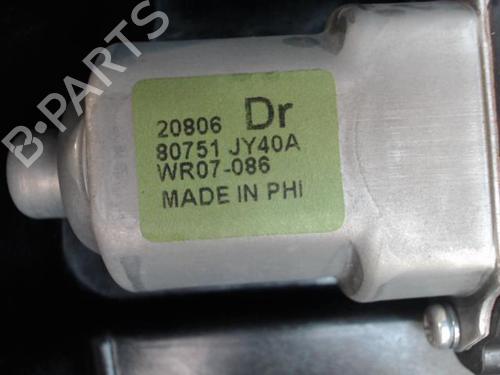 B-PARTS
20806 Dr
80751 JY40A
WR07-086
MADE IN PHI